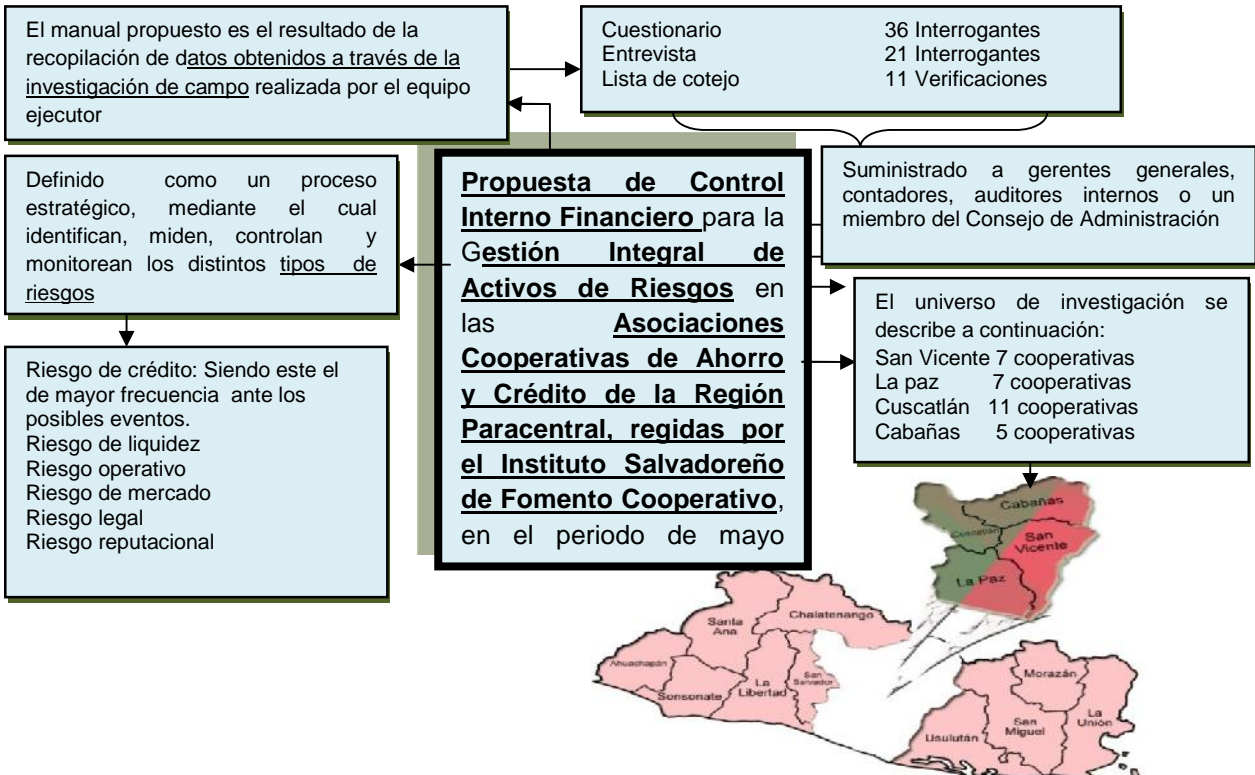 El manual propuesto es el resultado de la
recopilación de datos obtenidos a través de la
investigación de campo realizada por el equipo
ejecutor
Cuestionario 36 Interrogantes
Entrevista 21 Interrogantes
Lista de cotejo 11 Verificaciones
Suministrado a gerentes generales,
contadores, auditores internos o un
miembro del Consejo de Administración
Definido como un proceso
estratégico, mediante el cual
identifican, miden, controlan y
monitorean los distintos tipos de
riesgos
Propuesta de Control
Interno Financiero para la
Gestión Integral de
Activos de Riesgos en
las Asociaciones
Cooperativas de Ahorro
y Crédito de la Región
Paracentral, regidas por
el Instituto Salvadoreño
de Fomento Cooperativo,
en el periodo de mayo
El universo de investigación se
describe a continuación:
San Vicente 7 cooperativas
La paz 7 cooperativas
Cuscatlán 11 cooperativas
Cabañas 5 cooperativas
Riesgo de crédito: Siendo este el
de mayor frecuencia ante los
posibles eventos.
Riesgo de liquidez
Riesgo operativo
Riesgo de mercado
Riesgo legal
Riesgo reputacional
Cabañas
Cuscatlán
San
Vicente
La Paz
Chalatenango
Santa
Ana
Ahuachapán
Sonsonate
La
Libertad
San
Salvador
Morazán
La
Unión
San
Miguel
Usulután